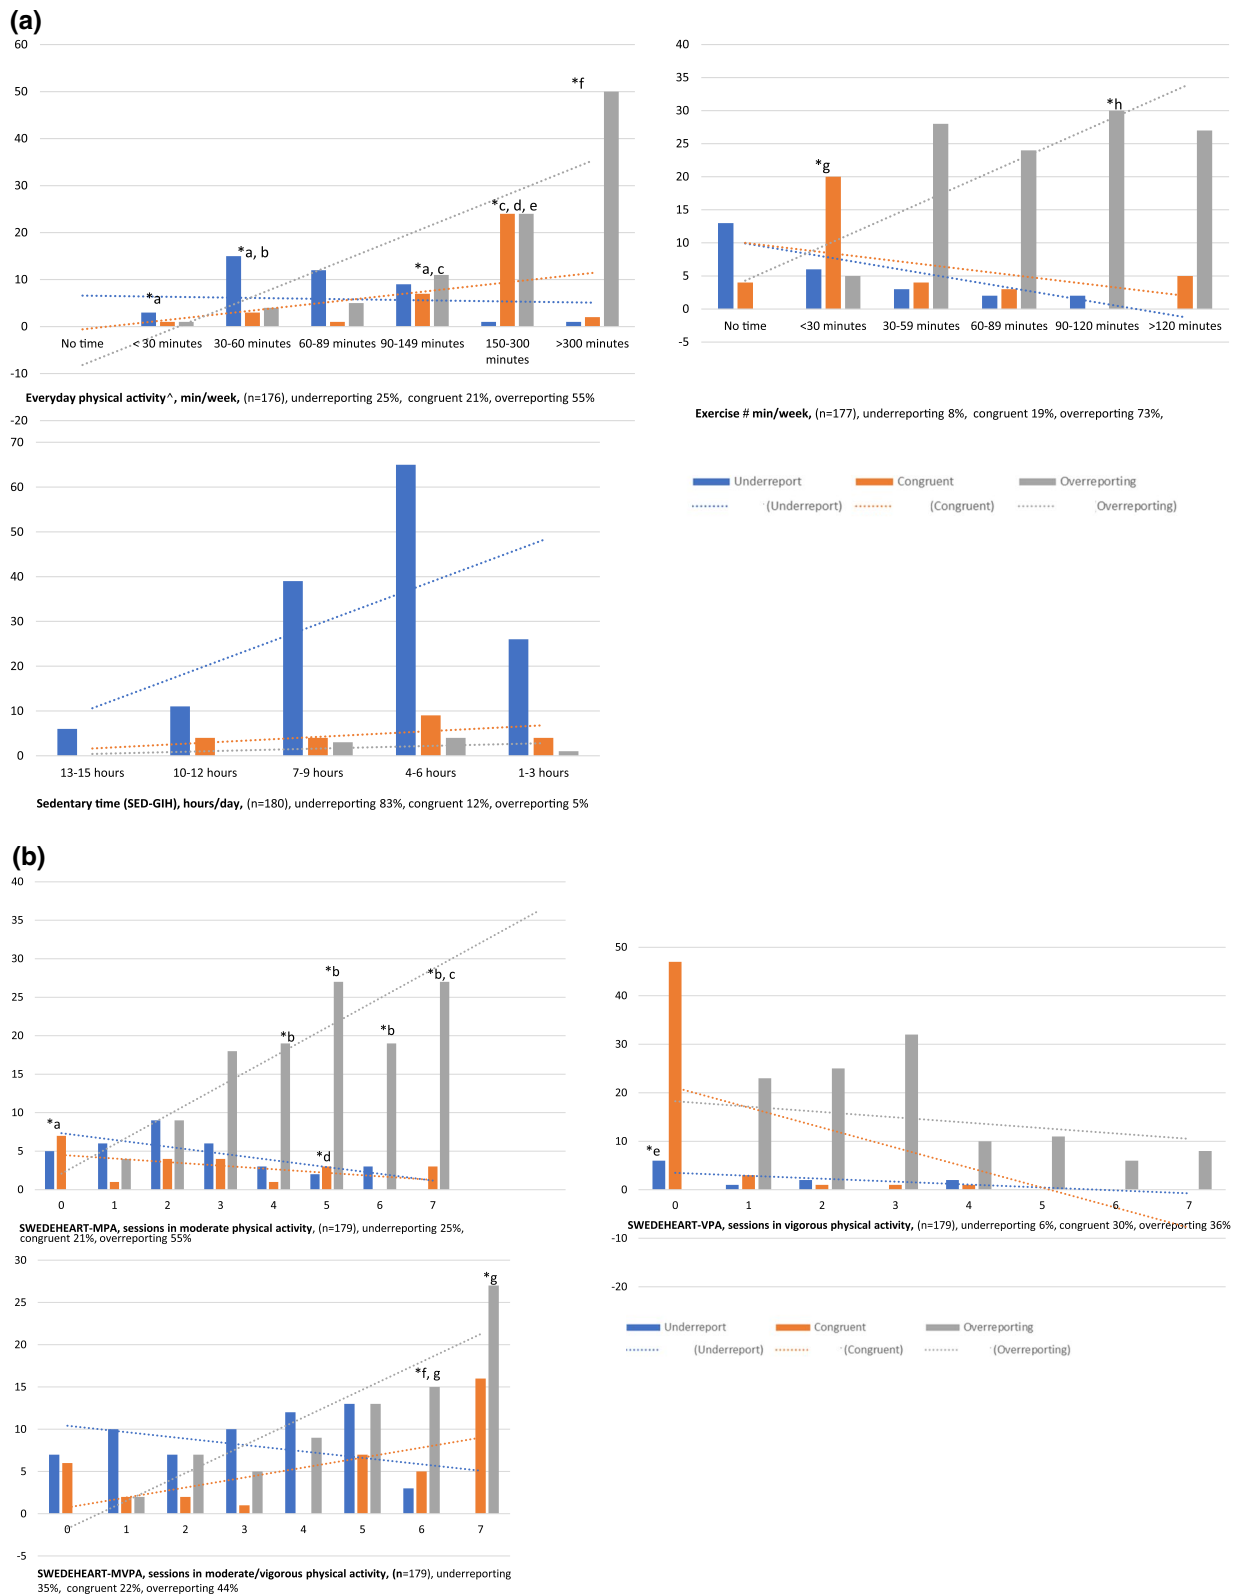 (a)
60
50
40
30
20
10
0
-10
-20
*a
*a, b
*a, c
*c, d, e
*f
No time
< 30 minutes
30-60 minutes
60-89 minutes
90-149 minutes
150-300
minutes
>300 minutes
Everyday physical activity^, min/week, (n=176), underreporting 25%, congruent 21%, overreporting 55%
40
35
30
25
20
15
10
5
0
-5
*g
*h
No time
<30 minutes
30-59 minutes
60-89 minutes
90-120 minutes
>120 minutes
Exercise # min/week, (n=177), underreporting 8%, congruent 19%, overreporting 73%,
Underreport
Congruent
Overreporting
(Underreport)
(Congruent)
Overreporting)
70
60
50
40
30
20
10
0
13-15 hours
10-12 hours
7-9 hours
4-6 hours
1-3 hours
Sedentary time (SED-GIH), hours/day, (n=180), underreporting 83%, congruent 12%, overreporting 5%
(b)
40
35
30
25
20
15
10
5
0
*a
*b
*d
*b
*b
*b, c
0
1
2
3
4
5
6
7
SWEDEHEART-MPA, sessions in moderate physical activity, (n=179), underreporting 25%,
congruent 21%, overreporting 55%
50
40
30
20
10
0
-10
-20
*e
0
1
2
3
4
5
6
7
SWEDEHEART-VPA, sessions in vigorous physical activity, (n=179), underreporting 6%, congruent 30%, overreporting 36%
Underreport
Congruent
Overreporting
(Underreport)
(Congruent)
(Overreporting)
30
25
20
15
10
5
0
-5
*f, g
*g
0
1
2
3
4
5
6
7
SWEDEHEART-MVPA, sessions in moderate/vigorous physical activity, (n=179), underreporting
35%, congruent 22%, overreporting 44%